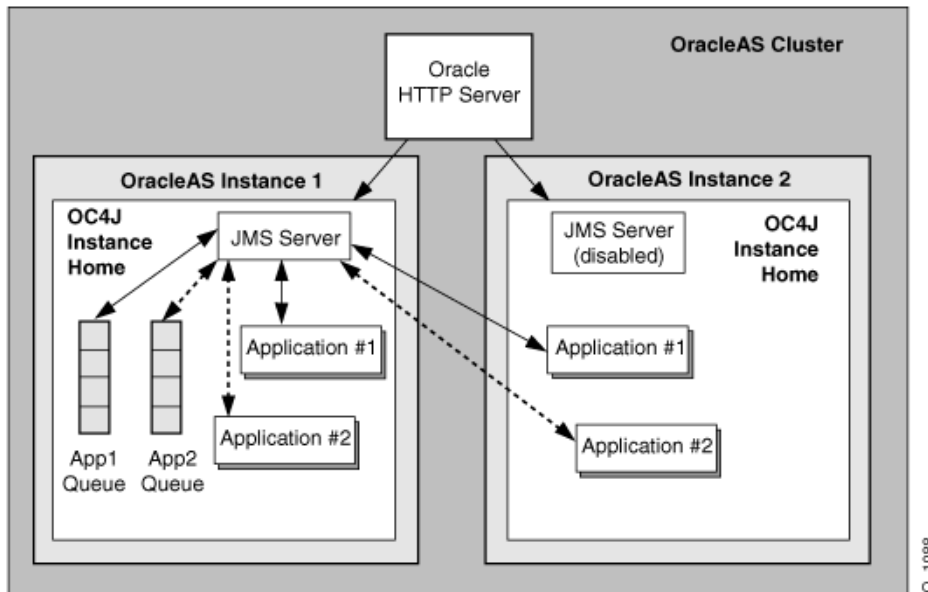 OracleAS Cluster
Oracle
HTTP Server
OracleAS Instance 1
OC4J
Instance
Home
JMS Server
Application #1
Application #2
App1
Queue
App2
Queue
OracleAS Instance 2
JMS Server
(disabled)
OC4J
Instance
Home
Application #1
Application #2